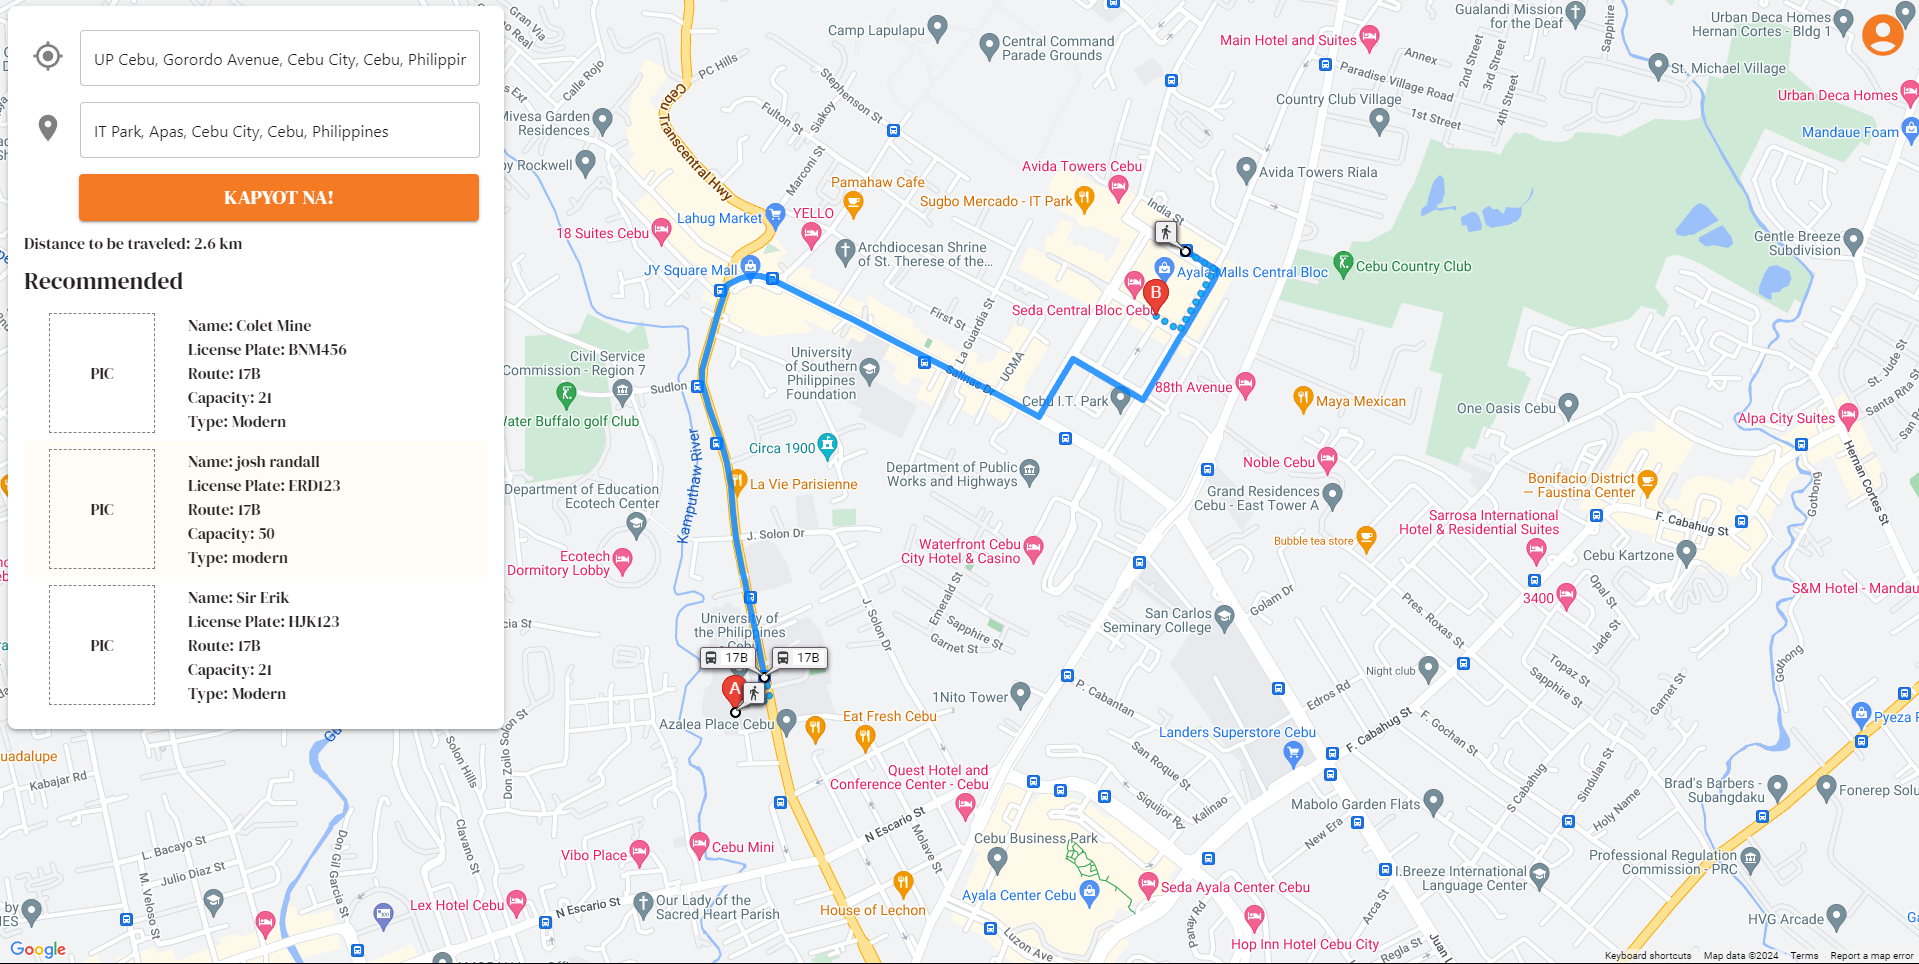 UP Cebu, Gorordo Avenue, Cebu City, Cebu, Philippir
IT Park, Apas, Cebu City, Cebu, Philippines
KAPYOT NA!
Distance to be traveled: 2.6 km
Recommended
PIC
Name: Colet Mine
License Plate: BNM456
Route: 17B
Capacity: 21
Type: Modern
PIC
Name: josh randall
License Plate: ERD123
Route: 17B
Capacity: 50
Type: modern
PIC
Name: Sir Erik
License Plate: HJK123
Route: 17B
Capacity: 21
Type: Modern
Camp Lapulapu
Central Command
Parade Grounds
Main Hotel and Suites
Gualandi Mission
for the Deaf
Sapphire
Urban Deca Homes
Hernan Cortes - Bldg 1
Gran Via
Calle Rojo
PC Hills
Cebu Transcentral Hwy
Stephenson St
Fulton St
Siakoy
Marconi St
Annex
2nd Street
3rd Street
4th Street
Paradise Village Road
1st Street
St. Michael Village
Urban Deca Homes
Mandaue Foam
Country Club Village
Mivesa Garden
Residences
by Rockwell
Avida Towers Cebu
Avida Towers Riala
Pamahaw Cafe
Sugbo Mercado - IT Park
India St
Lahug Market
YELLO
18 Suites Cebu
Archdiocesan Shrine
of St. Therese of the...
JY Square Mall
Ayala Malls Central Bloc
Cebu Country Club
Gentle Breeze
Subdivision
B
Seda Central Bloc Cebu
First St
La Guardia St
UCMA
Salinas Dr
Civil Service
Commission - Region 7
Sudlon
University
of Southern
Philippines
Foundation
Water Buffalo golf Club
Cebu I.T. Park
88th Avenue
Maya Mexican
One Oasis Cebu
St. Jude St
Santa Rita St
Alpa City Suites
Hernan Cortes St
Kamputhaw River
Circa 1900
La Vie Parisienne
Department of Public
Works and Highways
Noble Cebu
Grand Residences
Cebu - East Tower A
Bonifacio District
— Faustina Center
Sarrosa International
Hotel & Residential Suites
F. Cabahug St
Gothong
Department of Education
Ecotech Center
J. Solon Dr
Ecotech
Dormitory Lobby
Waterfront Cebu
City Hotel & Casino
Bubble tea store
Cebu Kartzone
S&M Hotel - Mandau
3400
Opal St
Jade St
Pres. Roxas St
Golam Dr
San Carlos
Seminary College
Emerald St
Sapphire St
Garnet St
J. Solon Dr
University of
the Philippines
Cebu
17B
17B
A
Azalea Place Cebu
Eat Fresh Cebu
1Nito Tower
P. Cabantan
Night club
Edros Rd
Topaz St
Sapphire St
Garnet St
Gothong
Landers Superstore Cebu
F. Cabahug St
F. Gochan St
Pyeza
Quest Hotel and
Conference Center - Cebu
San Roque St
Siquijor Rd
Kalinao
Sindulan St
S Cabahug
Holy Name
Brad's Barbers -
Subangdaku
Fonerep Solu
Mabolo Garden Flats
New Era
Guadalupe
Kabajar Rd
Solon Hills
Don Zoilo Solon St
Clavano St
Don Gil Garcia St
L. Bacayo St
Julio Diaz St
M. Veloso St
N Escario St
Molave St
Cebu Business Park
Vibo Place
Cebu Mini
Lex Hotel Cebu
N Escario St
Our Lady of the
Sacred Heart Parish
House of Lechon
Ayala Center Cebu
Seda Ayala Center Cebu
Luzon Ave
Panay Rd
Hop Inn Hotel Cebu City
Arca St
Regla St
Juan L
I.Breeze International
Language Center
Professional Regulation
Commission - PRC
HVG Arcade
Google
Keyboard shortcuts
Map data ©2024
Terms
Report a map error